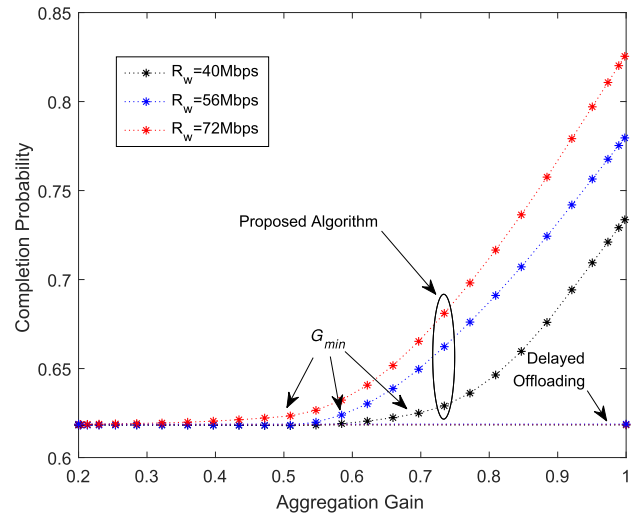 0.85
0.8
0.75
0.7
0.65
0.6
Completion Probability
R_w=40Mbps
R_w=56Mbps
R_w=72Mbps
Proposed Algorithm
G_min
Delayed
Offloading
0.2 0.3 0.4 0.5 0.6 0.7 0.8 0.9 1
Aggregation Gain